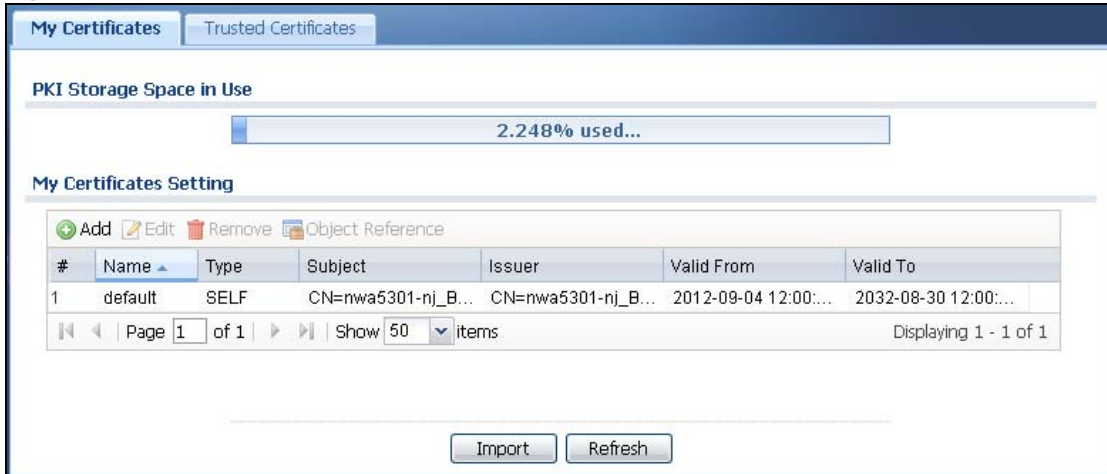 My Certificates Trusted Certificates
PKI Storage Space in Use
2.248% used...
My Certificates Setting
Add Edit Remove Object Reference
# Name Type Subject Issuer Valid From Valid To
1 default SELF CN=nwa5301-nj_B... CN=nwa5301-nj_B... 2012-09-04 12:00:... 2032-08-30 12:00:...
Page 1 of 1 Show 50 items Displaying 1 - 1 of 1
Import Refresh